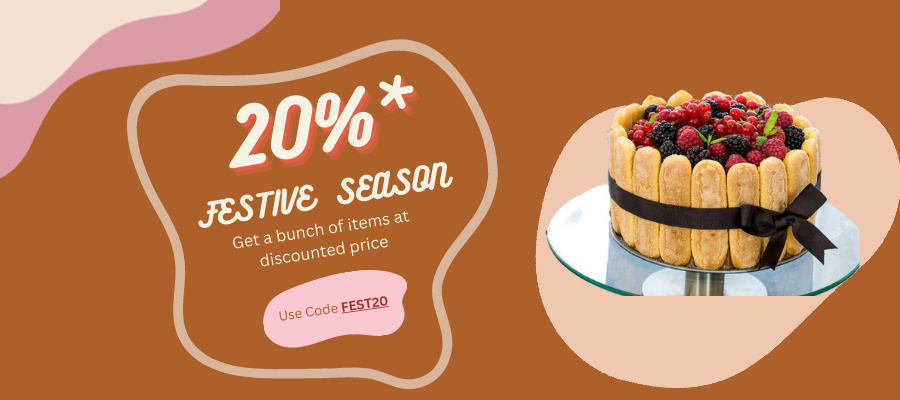 20%*
FESTIVE SEASON
Get a bunch of items at
discounted price
Use Code FEST20